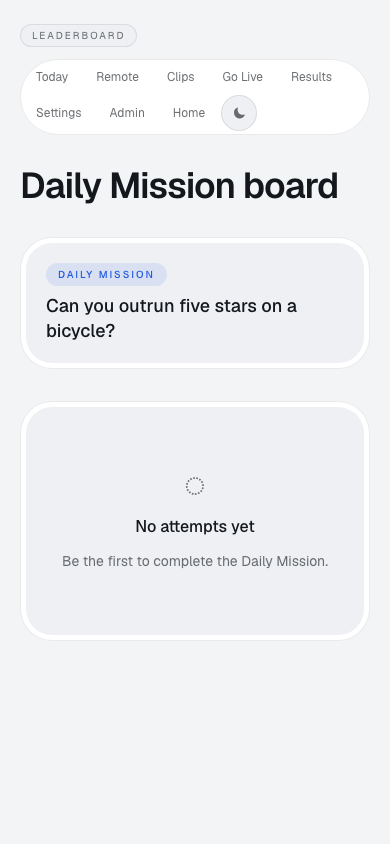 LEADERBOARD
Today Remote Clips Go Live Results
Settings Admin Home
Daily Mission board
DAILY MISSION
Can you outrun five stars on a
bicycle?
No attempts yet
Be the first to complete the Daily Mission.